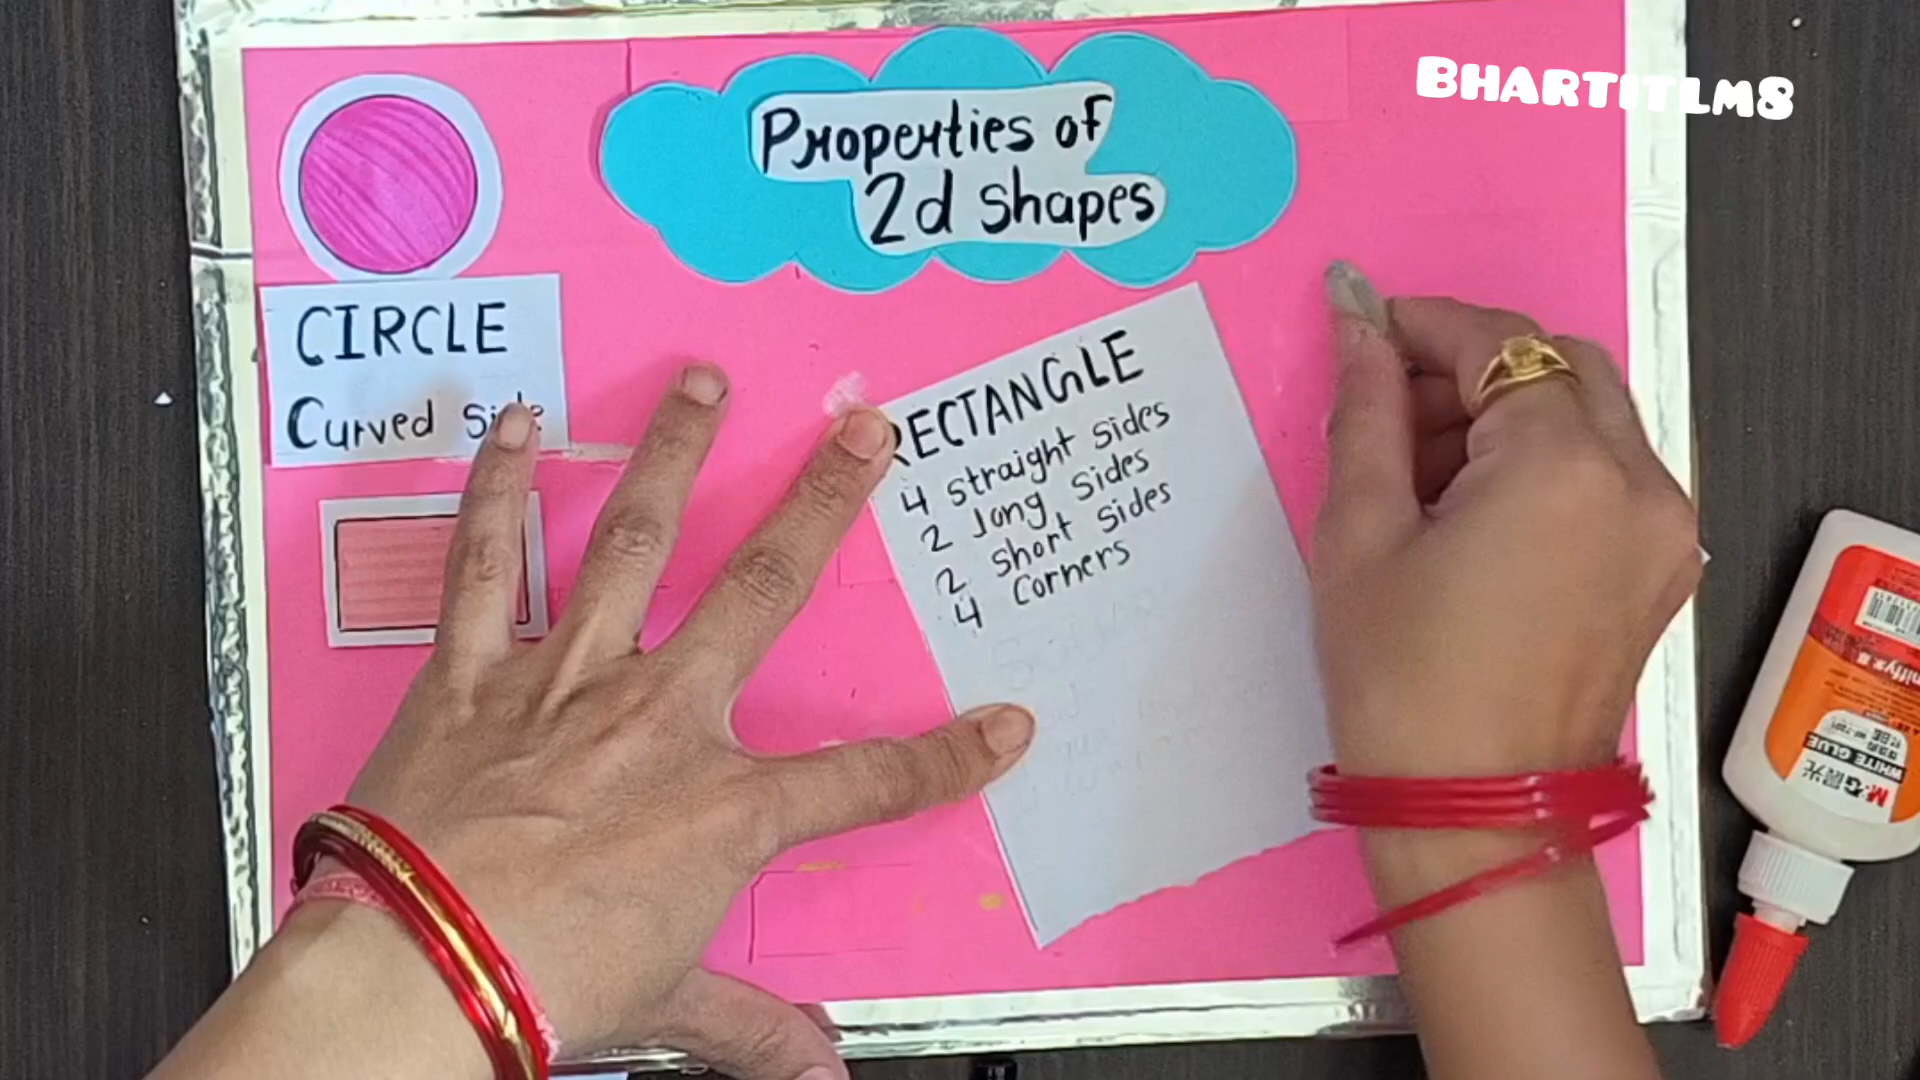 BHARTITLM8
Properties of
2d shapes
CIRCLE
Curved Side
RECTANGLE
4 straight sides
2 long sides
2 short sides
4 corners
WHITE GLUE
M&G